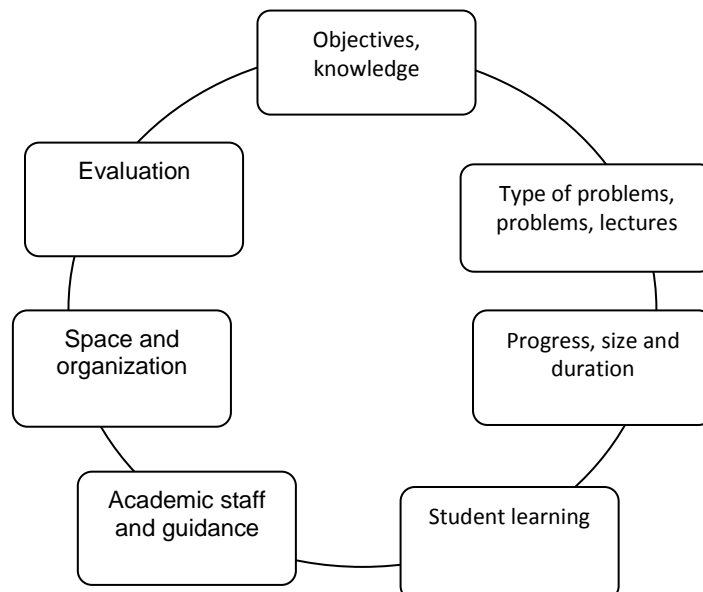 Objectives,
knowledge
Type of problems,
problems, lectures
Progress, size and
duration
Student learning
Academic staff
and guidance
Space and
organization
Evaluation